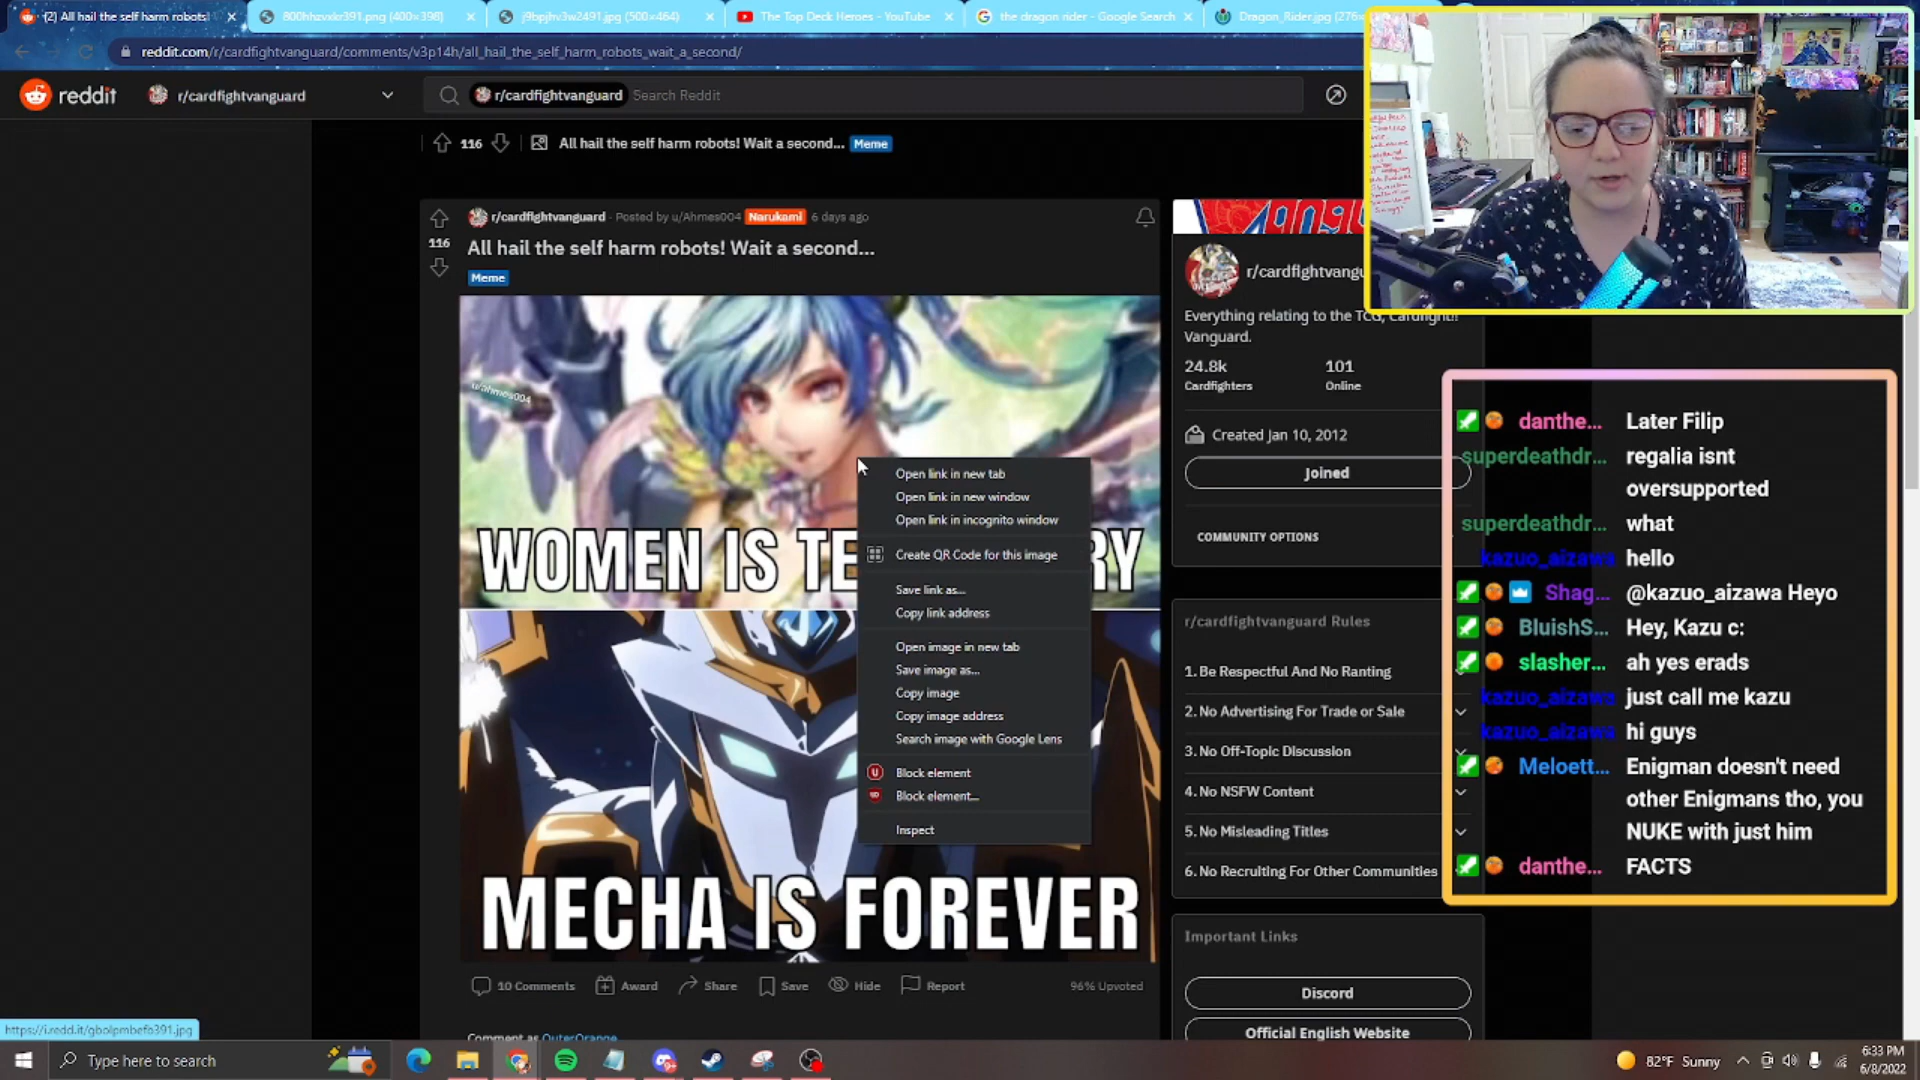 (2) All hail the self harm robots!
800hhzvxkr391.png (400×398)
j9bpjhv3w2491.jpg (500×464)
The Top Deck Heroes - YouTube
the dragon rider - Google Search
Dragon_Rider.jpg (276×
reddit.com/r/cardfightvanguard/comments/v3p14h/all_hail_the_self_harm_robots_wait_a_second/
reddit
r/cardfightvanguard
r/cardfightvanguard Search Reddit
116 All hail the self harm robots! Wait a second... Meme
r/cardfightvanguard · Posted by u/Ahmes004 Narukami 6 days ago
116
All hail the self harm robots! Wait a second...
Meme
u/ahmes004
WOMEN IS TE RY
MECHA IS FOREVER
Open link in new tab
Open link in new window
Open link in incognito window
Create QR Code for this image
Save link as...
Copy link address
Open image in new tab
Save image as...
Copy image
Copy image address
Search image with Google Lens
Block element
Block element...
Inspect
10 Comments Award Share Save Hide Report 96% Upvoted
Comment as OuterOrange
r/cardfightvangu
Everything relating to the TCG, Cardfight!!
Vanguard.
24.8k 101
Cardfighters Online
Created Jan 10, 2012
Joined
COMMUNITY OPTIONS
r/cardfightvanguard Rules
1. Be Respectful And No Ranting
2. No Advertising For Trade or Sale
3. No Off-Topic Discussion
4. No NSFW Content
5. No Misleading Titles
6. No Recruiting For Other Communities
Important Links
Discord
Official English Website
danthe... Later Filip
superdeathdr... regalia isnt
oversupported
superdeathdr... what
kazuo_aizawa hello
Shag... @kazuo_aizawa Heyo
BluishS... Hey, Kazu c:
slasher... ah yes erads
kazuo_aizawa just call me kazu
kazuo_aizawa hi guys
Meloett... Enigman doesn't need
other Enigmans tho, you
NUKE with just him
danthe... FACTS
https://i.redd.it/gbolpmbefb391.jpg
Type here to search
82°F Sunny
6:33 PM
6/8/2022